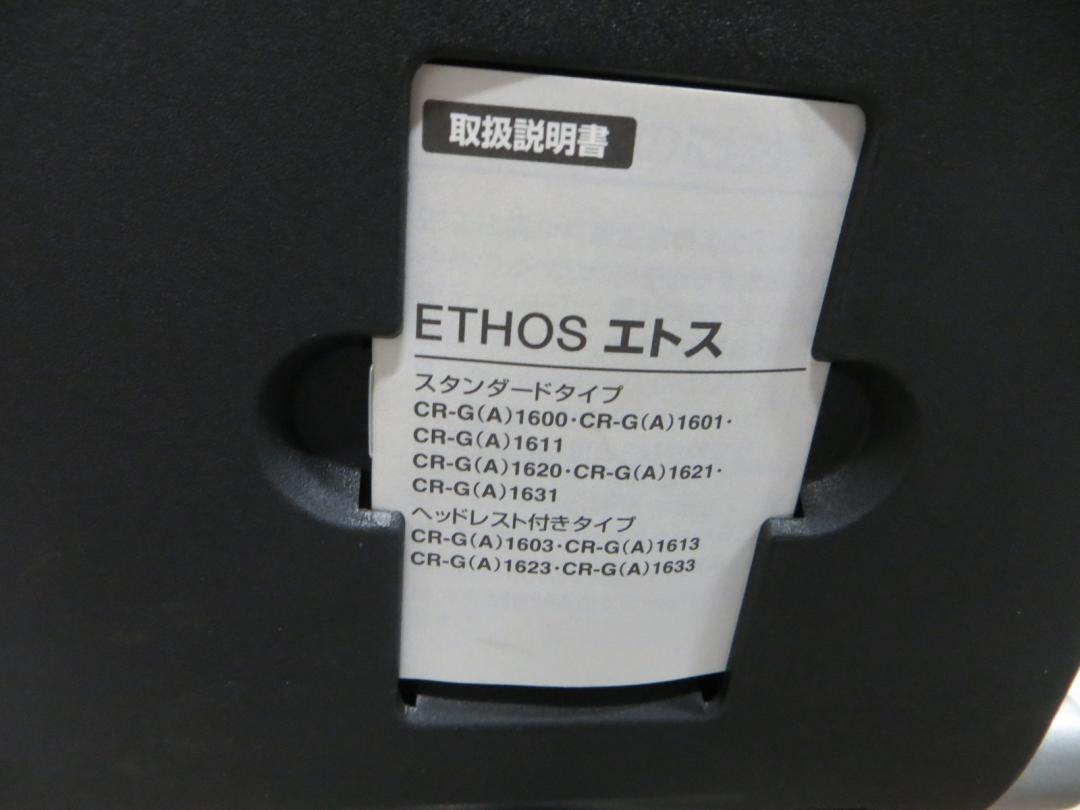 取扱説明書
ETHOS エトス
スタンダードタイプ
CR-G(A)1600・CR-G(A)1601・
CR-G(A)1611
CR-G(A)1620・CR-G(A)1621・
CR-G(A)1631
ヘッドレスト付きタイプ
CR-G(A)1603・CR-G(A)1613
CR-G(A)1623・CR-G(A)1633